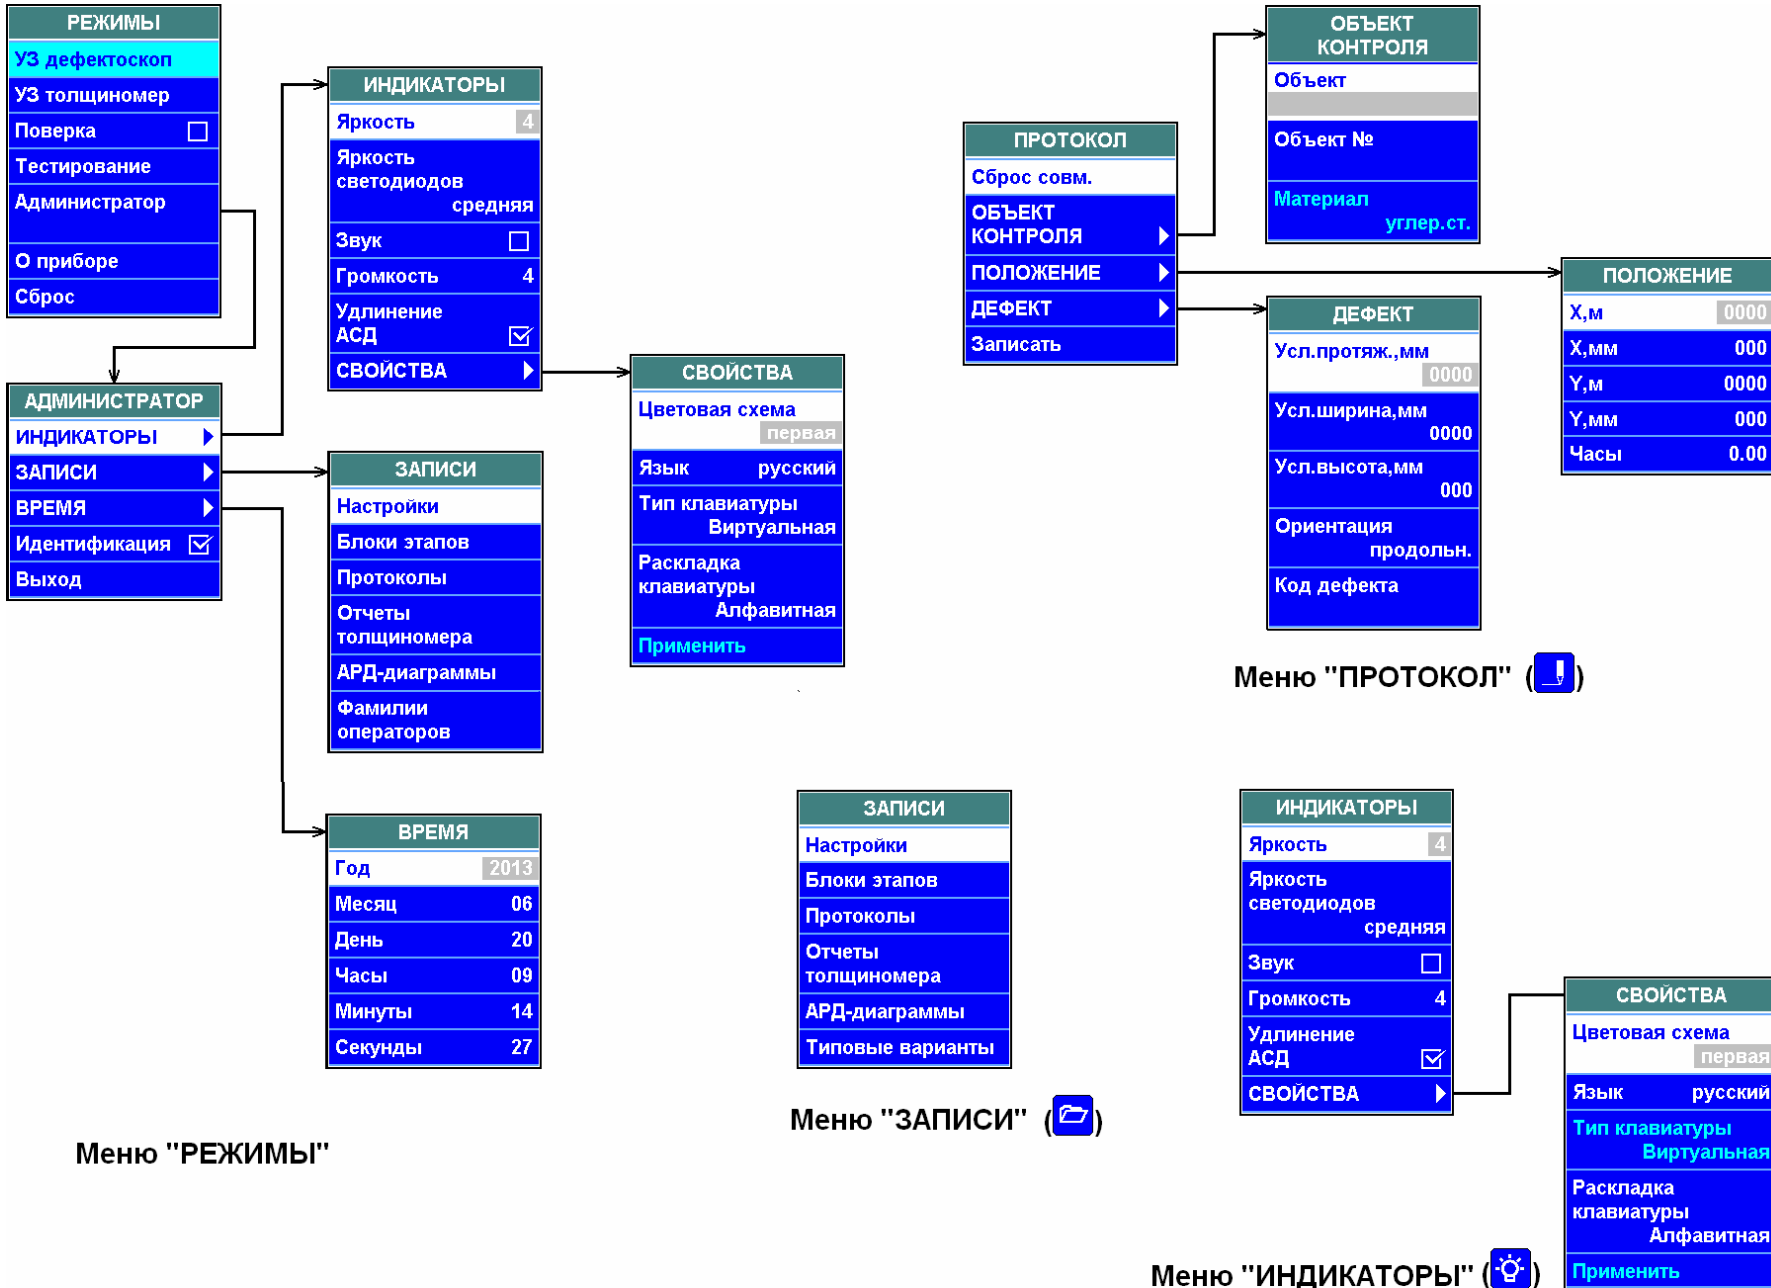 РЕЖИМЫ
УЗ дефектоскоп
УЗ толщиномер
Поверка
Тестирование
Администратор
О приборе
Сброс
АДМИНИСТРАТОР
ИНДИКАТОРЫ
ЗАПИСИ
ВРЕМЯ
Идентификация
Выход
ИНДИКАТОРЫ
Яркость 4
Яркость
светодиодов
средняя
Звук
Громкость 4
Удлинение
АСД
СВОЙСТВА
ЗАПИСИ
Настройки
Блоки этапов
Протоколы
Отчеты
толщиномера
АРД-диаграммы
Фамилии
операторов
ВРЕМЯ
Год 2013
Месяц 06
День 20
Часы 09
Минуты 14
Секунды 27
СВОЙСТВА
Цветовая схема
первая
Язык русский
Тип клавиатуры
Виртуальная
Раскладка
клавиатуры
Алфавитная
Применить
Меню "РЕЖИМЫ"
ПРОТОКОЛ
Сброс совм.
ОБЪЕКТ
КОНТРОЛЯ
ПОЛОЖЕНИЕ
ДЕФЕКТ
Записать
ОБЪЕКТ
КОНТРОЛЯ
Объект
Объект №
Материал
углер.ст.
ДЕФЕКТ
Усл.протяж.,мм
0000
Усл.ширина,мм
0000
Усл.высота,мм
000
Ориентация
продольн.
Код дефекта
ПОЛОЖЕНИЕ
X,м 0000
X,мм 000
Y,м 0000
Y,мм 000
Часы 0.00
Меню "ПРОТОКОЛ" ( )
ЗАПИСИ
Настройки
Блоки этапов
Протоколы
Отчеты
толщиномера
АРД-диаграммы
Типовые варианты
Меню "ЗАПИСИ" ( )
ИНДИКАТОРЫ
Яркость 4
Яркость
светодиодов
средняя
Звук
Громкость 4
Удлинение
АСД
СВОЙСТВА
СВОЙСТВА
Цветовая схема
первая
Язык русский
Тип клавиатуры
Виртуальная
Раскладка
клавиатуры
Алфавитная
Применить
Меню "ИНДИКАТОРЫ" ( )